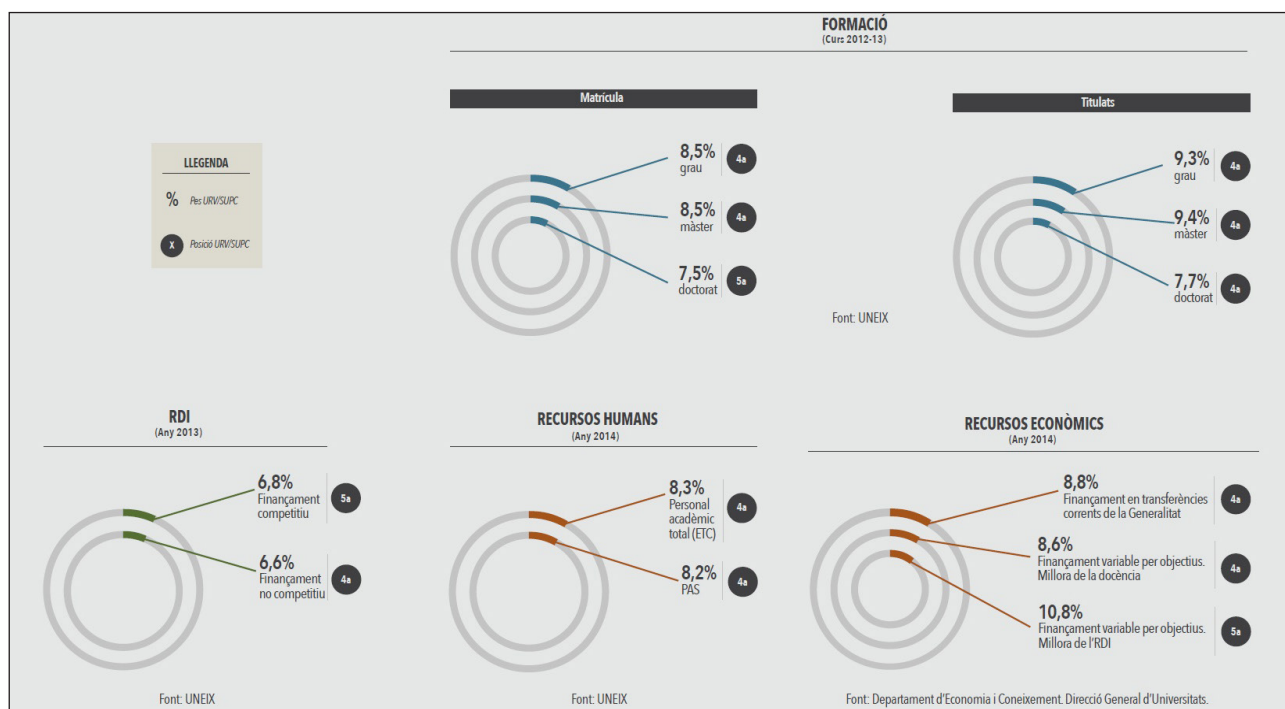 FORMACIÓ
(Curs 2012-13)
Matrícula
Titulats
LLEGENDA
% Pes URV/SUPC
X Posició URV/SUPC
8,5% 4a
grau
8,5% 4a
màster
7,5% 5a
doctorat
9,3% 4a
grau
9,4% 4a
màster
7,7% 4a
doctorat
Font: UNEIX
RDI
(Any 2013)
6,8% 5a
Finançament
competitiu
6,6% 4a
Finançament
no competitiu
Font: UNEIX
RECURSOS HUMANS
(Any 2014)
8,3% 4a
Personal
acadèmic
total (ETC)
8,2% 4a
PAS
Font: UNEIX
RECURSOS ECONÒMICS
(Any 2014)
8,8% 4a
Finançament en transferències
corrents de la Generalitat
8,6% 4a
Finançament variable per objectius.
Millora de la docència
10,8% 5a
Finançament variable per objectius.
Millora de l'RDI
Font: Departament d'Economia i Coneixement. Direcció General d'Universitats.